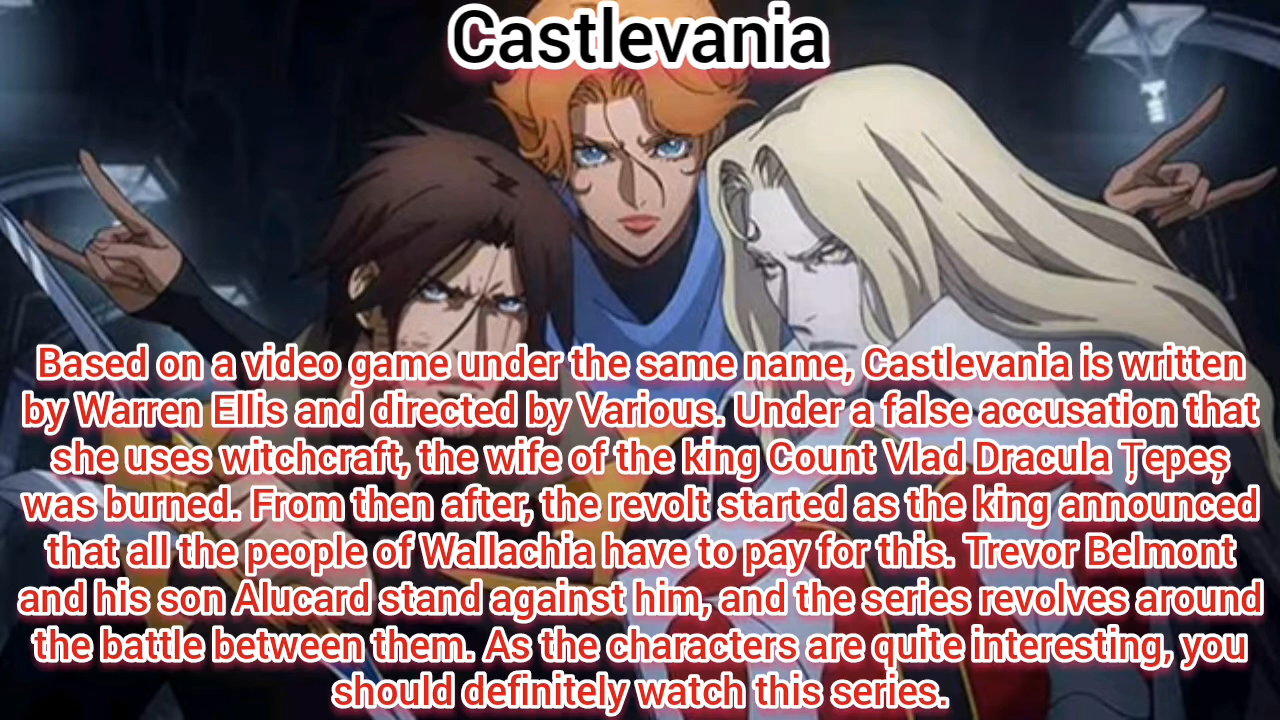 Castlevania
Based on a video game under the same name, Castlevania is written
by Warren Ellis and directed by Various. Under a false accusation that
she uses witchcraft, the wife of the king Count Vlad Dracula Țepeș
was burned. From then after, the revolt started as the king announced
that all the people of Wallachia have to pay for this. Trevor Belmont
and his son Alucard stand against him, and the series revolves around
the battle between them. As the characters are quite interesting, you
should definitely watch this series.